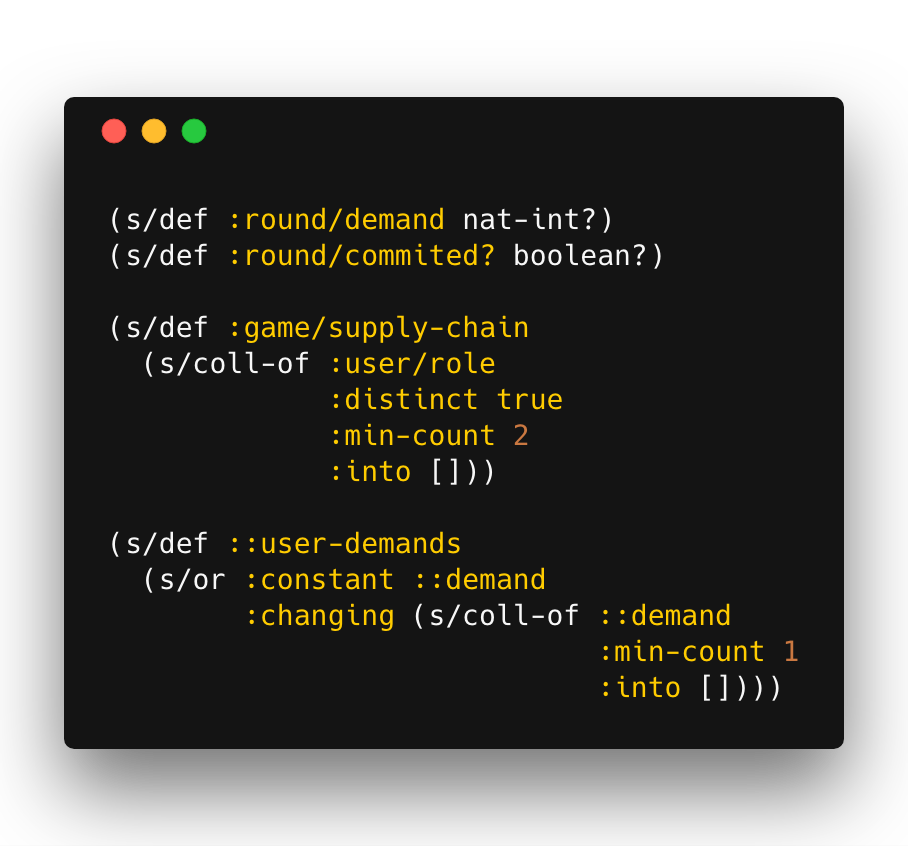 (s/def :round/demand nat-int?)
(s/def :round/commited? boolean?)

(s/def :game/supply-chain
  (s/coll-of :user/role
             :distinct true
             :min-count 2
             :into []))

(s/def ::user-demands
  (s/or :constant ::demand
        :changing (s/coll-of ::demand
                             :min-count 1
                             :into [])))